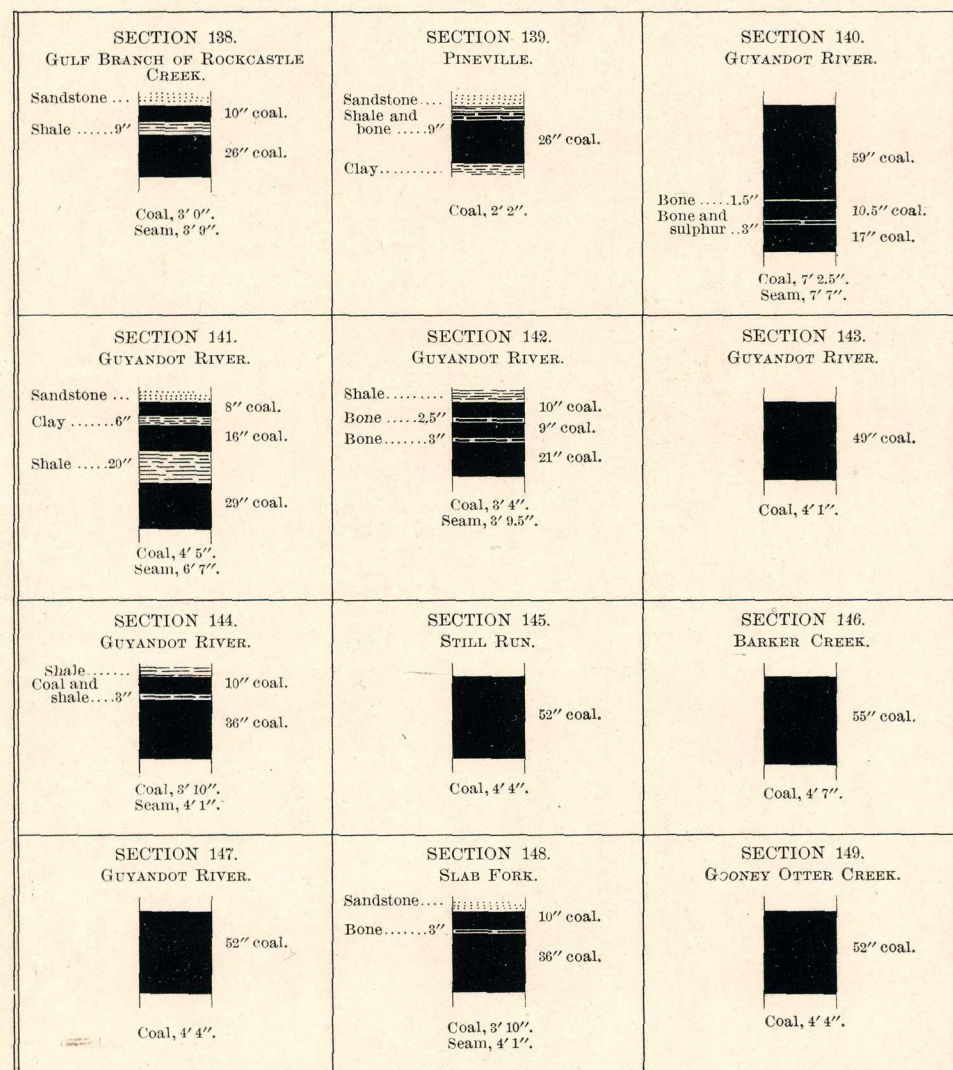 SECTION 138.
GULF BRANCH OF ROCKCASTLE
CREEK.
Sandstone ...
10″ coal.
Shale ......9″
26″ coal.
Coal, 3′ 0″.
Seam, 3′ 9″.
SECTION 139.
PINEVILLE.
Sandstone....
Shale and
bone .....9″
26″ coal.
Clay..........
Coal, 2′ 2″.
SECTION 140.
GUYANDOT RIVER.
59″ coal.
Bone .....1.5″
10.5″ coal.
Bone and
sulphur ..3″
17″ coal.
Coal, 7′ 2.5″.
Seam, 7′ 7″.
SECTION 141.
GUYANDOT RIVER.
Sandstone ...
8″ coal.
Clay .......6″
16″ coal.
Shale .....20″
29″ coal.
Coal, 4′ 5″.
Seam, 6′ 7″.
SECTION 142.
GUYANDOT RIVER.
Shale.........
10″ coal.
Bone .....2.5″
9″ coal.
Bone.......3″
21″ coal.
Coal, 3′ 4″.
Seam, 3′ 9.5″.
SECTION 143.
GUYANDOT RIVER.
49″ coal.
Coal, 4′ 1″.
SECTION 144.
GUYANDOT RIVER.
Shale.......
Coal and
shale....3″
10″ coal.
36″ coal.
Coal, 3′ 10″.
Seam, 4′ 1″.
SECTION 145.
STILL RUN.
52″ coal.
Coal, 4′ 4″.
SECTION 146.
BARKER CREEK.
55″ coal.
Coal, 4′ 7″.
SECTION 147.
GUYANDOT RIVER.
52″ coal.
Coal, 4′ 4″.
SECTION 148.
SLAB FORK.
Sandstone....
10″ coal.
Bone.......3″
36″ coal.
Coal, 3′ 10″.
Seam, 4′ 1″.
SECTION 149.
GOONEY OTTER CREEK.
52″ coal.
Coal, 4′ 4″.